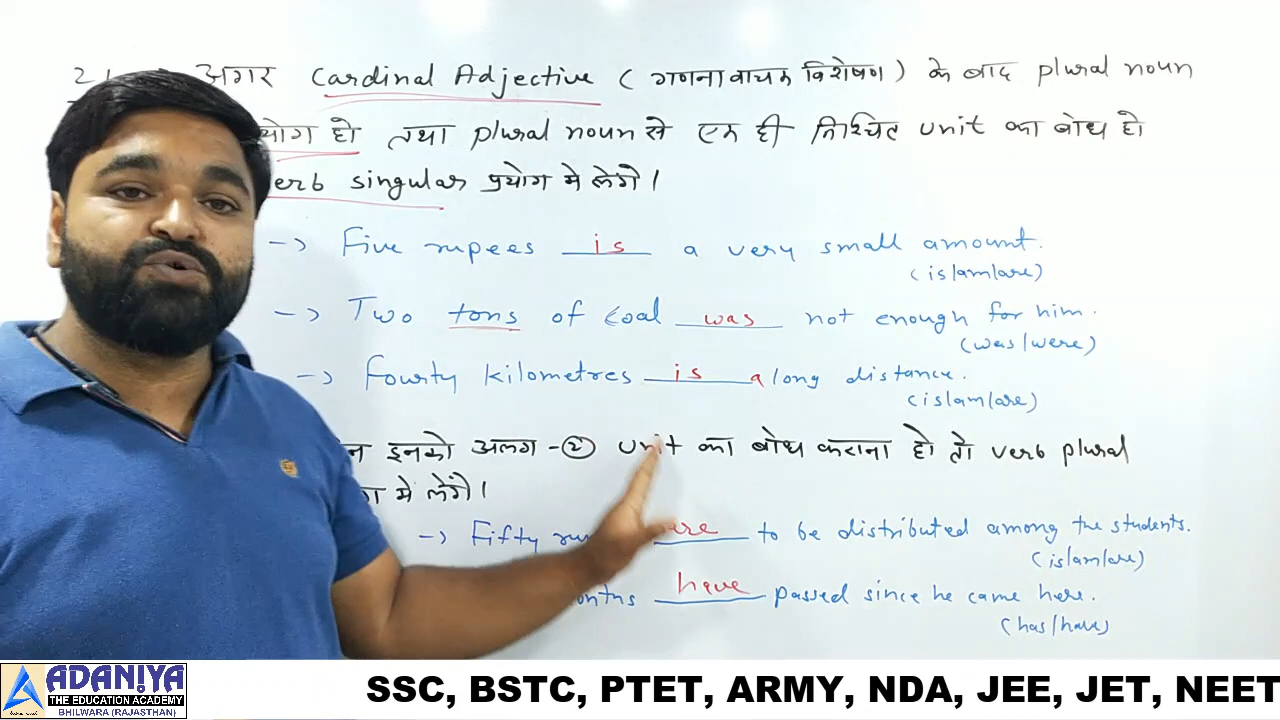 21 अगर Cardinal Adjective (गणनावाचक विशेषण) के बाद plural noun
हो तथा plural noun से एक ही निश्चित unit का बोध हो
verb singular प्रयोग मे लेंगे।
-> Five rupees is a very small amount.
(is/am/are)
-> Two tons of coal was not enough for him.
(was/were)
-> Fourty kilometres is a long distance.
(is/am/are)
इनको अलग-② unit का बोध कराना हो तो verb plural
मे लेंगे।
-> Fifty to be distributed among the students.
(is/am/are)
have passed since he came here.
(has/have)
ADANIYA
THE EDUCATION ACADEMY
BHILWARA (RAJASTHAN)
SSC, BSTC, PTET, ARMY, NDA, JEE, JET, NEET